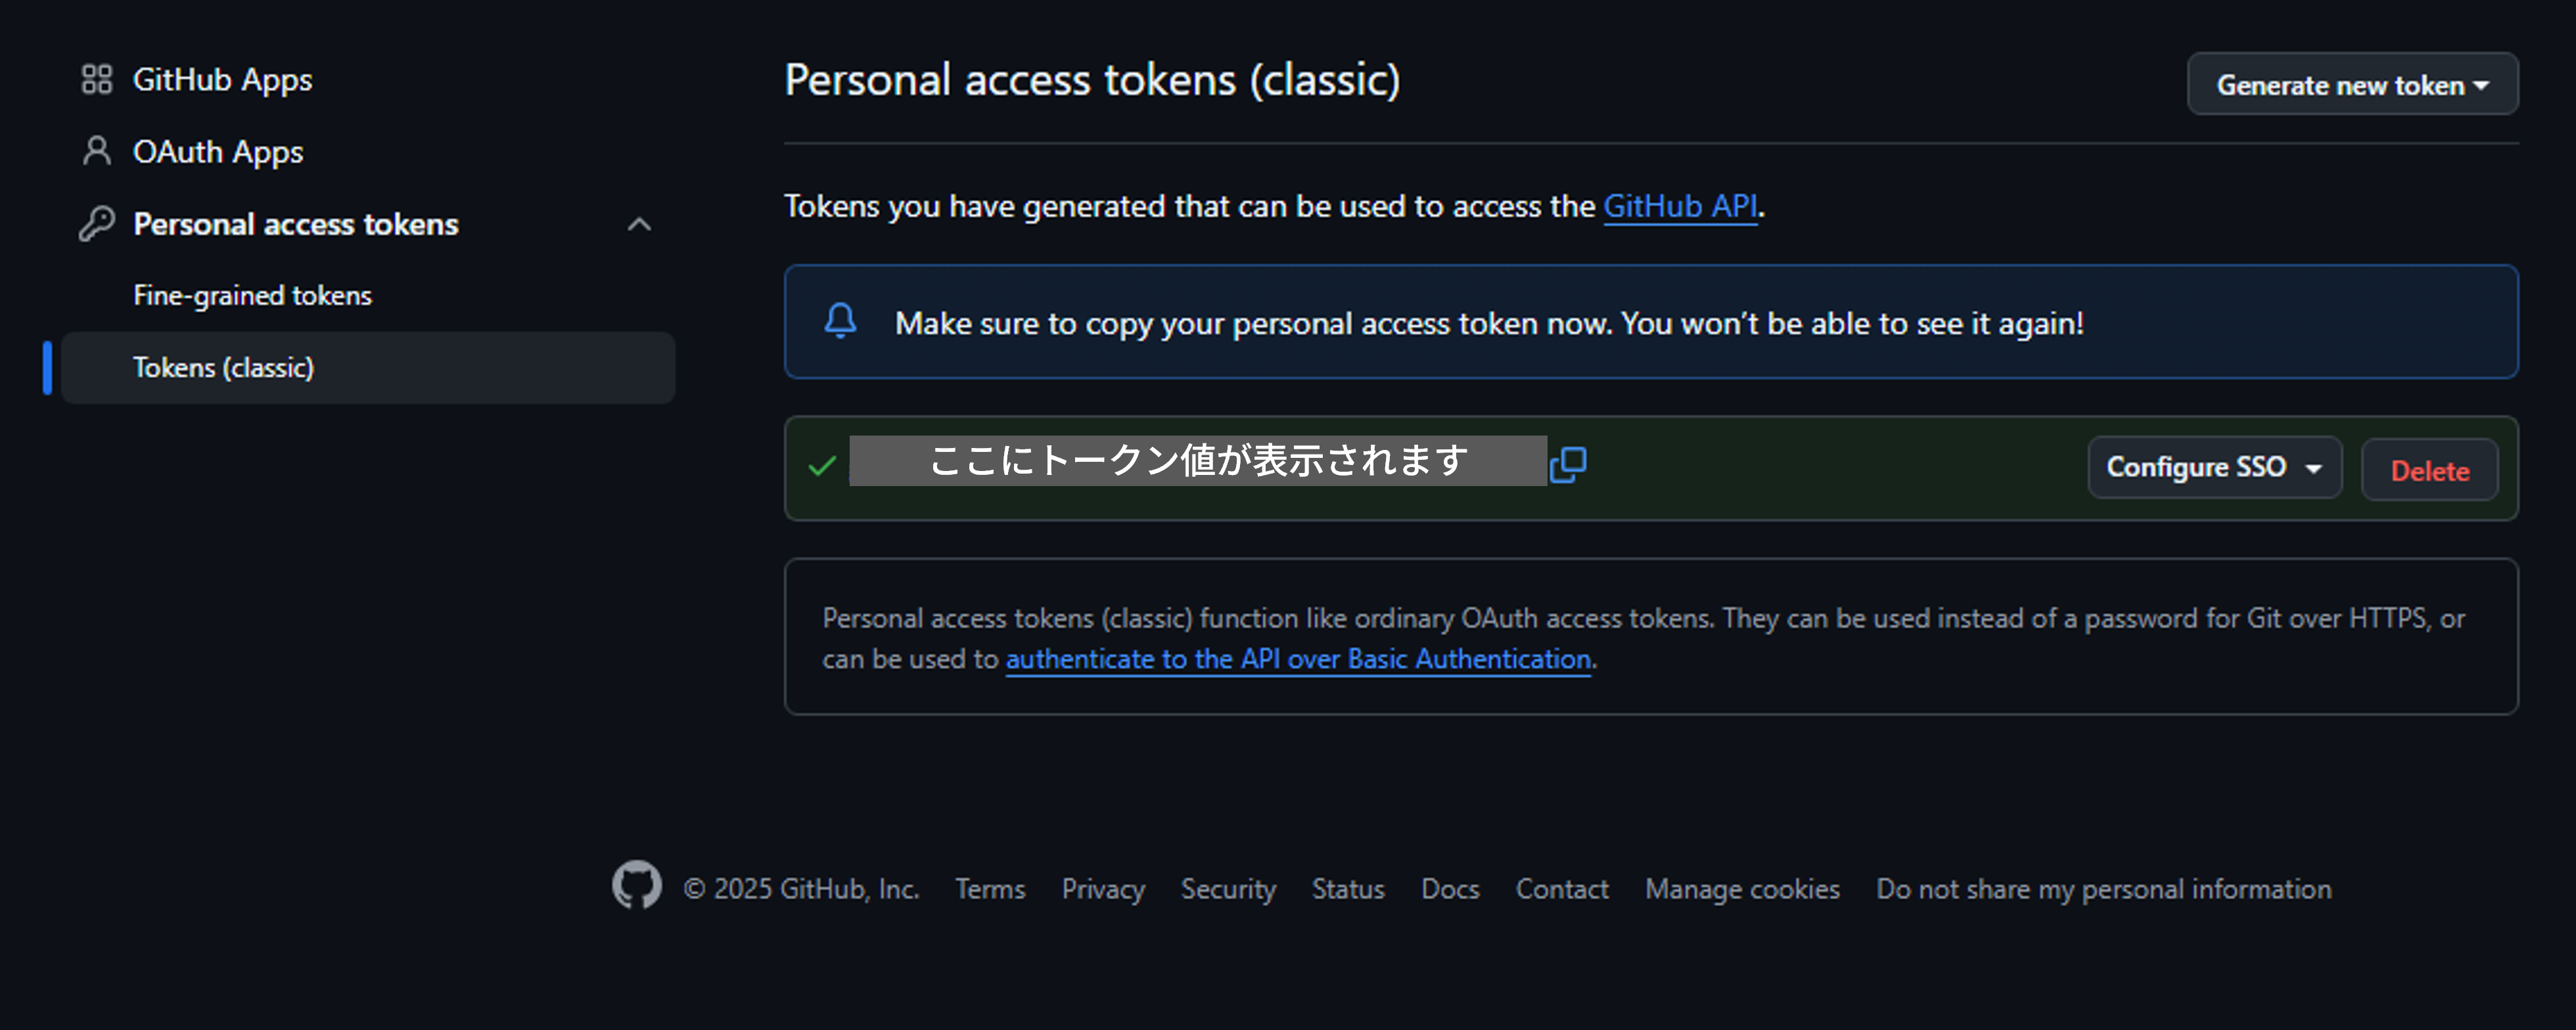 GitHub Apps
OAuth Apps
Personal access tokens
Fine-grained tokens
Tokens (classic)
Personal access tokens (classic)
Generate new token
Tokens you have generated that can be used to access the GitHub API.
Make sure to copy your personal access token now. You won’t be able to see it again!
ここにトークン値が表示されます
Configure SSO
Delete
Personal access tokens (classic) function like ordinary OAuth access tokens. They can be used instead of a password for Git over HTTPS, or
can be used to authenticate to the API over Basic Authentication.
© 2025 GitHub, Inc. Terms Privacy Security Status Docs Contact Manage cookies Do not share my personal information